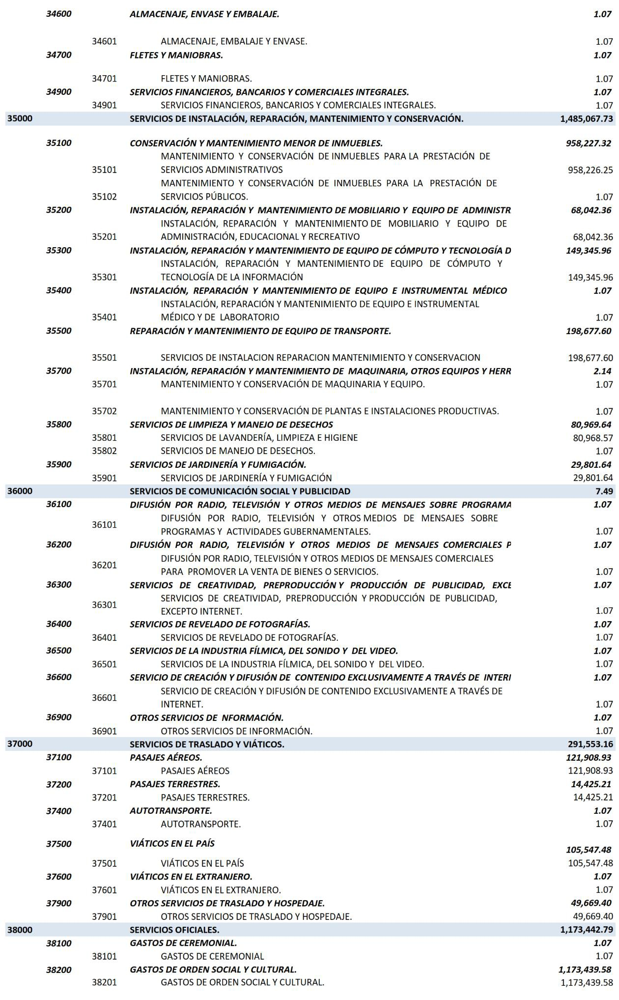 34600 ALMACENAJE, ENVASE Y EMBALAJE. 1.07
34601 ALMACENAJE, EMBALAJE Y ENVASE. 1.07
34700 FLETES Y MANIOBRAS. 1.07
34701 FLETES Y MANIOBRAS. 1.07
34900 SERVICIOS FINANCIEROS, BANCARIOS Y COMERCIALES INTEGRALES. 1.07
34901 SERVICIOS FINANCIEROS, BANCARIOS Y COMERCIALES INTEGRALES. 1.07
35000 SERVICIOS DE INSTALACIÓN, REPARACIÓN, MANTENIMIENTO Y CONSERVACIÓN. 1,485,067.73
35100 CONSERVACIÓN Y MANTENIMIENTO MENOR DE INMUEBLES. 958,227.32
MANTENIMIENTO Y CONSERVACIÓN DE INMUEBLES PARA LA PRESTACIÓN DE
35101 SERVICIOS ADMINISTRATIVOS 958,226.25
MANTENIMIENTO Y CONSERVACIÓN DE INMUEBLES PARA LA PRESTACIÓN DE
35102 SERVICIOS PÚBLICOS. 1.07
35200 INSTALACIÓN, REPARACIÓN Y MANTENIMIENTO DE MOBILIARIO Y EQUIPO DE ADMINISTR 68,042.36
INSTALACIÓN, REPARACIÓN Y MANTENIMIENTO DE MOBILIARIO Y EQUIPO DE
35201 ADMINISTRACIÓN, EDUCACIONAL Y RECREATIVO 68,042.36
35300 INSTALACIÓN, REPARACIÓN Y MANTENIMIENTO DE EQUIPO DE CÓMPUTO Y TECNOLOGÍA D 149,345.96
INSTALACIÓN, REPARACIÓN Y MANTENIMIENTO DE EQUIPO DE CÓMPUTO Y
35301 TECNOLOGÍA DE LA INFORMACIÓN 149,345.96
35400 INSTALACIÓN, REPARACIÓN Y MANTENIMIENTO DE EQUIPO E INSTRUMENTAL MÉDICO 1.07
INSTALACIÓN, REPARACIÓN Y MANTENIMIENTO DE EQUIPO E INSTRUMENTAL
35401 MÉDICO Y DE LABORATORIO 1.07
35500 REPARACIÓN Y MANTENIMIENTO DE EQUIPO DE TRANSPORTE. 198,677.60
35501 SERVICIOS DE INSTALACION REPARACION MANTENIMIENTO Y CONSERVACION 198,677.60
35700 INSTALACIÓN, REPARACIÓN Y MANTENIMIENTO DE MAQUINARIA, OTROS EQUIPOS Y HERR 2.14
35701 MANTENIMIENTO Y CONSERVACIÓN DE MAQUINARIA Y EQUIPO. 1.07
35702 MANTENIMIENTO Y CONSERVACIÓN DE PLANTAS E INSTALACIONES PRODUCTIVAS. 1.07
35800 SERVICIOS DE LIMPIEZA Y MANEJO DE DESECHOS 80,969.64
35801 SERVICIOS DE LAVANDERÍA, LIMPIEZA E HIGIENE 80,968.57
35802 SERVICIOS DE MANEJO DE DESECHOS. 1.07
35900 SERVICIOS DE JARDINERÍA Y FUMIGACIÓN. 29,801.64
35901 SERVICIOS DE JARDINERÍA Y FUMIGACIÓN 29,801.64
36000 SERVICIOS DE COMUNICACIÓN SOCIAL Y PUBLICIDAD 7.49
36100 DIFUSIÓN POR RADIO, TELEVISIÓN Y OTROS MEDIOS DE MENSAJES SOBRE PROGRAMA 1.07
DIFUSIÓN POR RADIO, TELEVISIÓN Y OTROS MEDIOS DE MENSAJES SOBRE
36101 PROGRAMAS Y ACTIVIDADES GUBERNAMENTALES. 1.07
36200 DIFUSIÓN POR RADIO, TELEVISIÓN Y OTROS MEDIOS DE MENSAJES COMERCIALES P 1.07
DIFUSIÓN POR RADIO, TELEVISIÓN Y OTROS MEDIOS DE MENSAJES COMERCIALES
36201 PARA PROMOVER LA VENTA DE BIENES O SERVICIOS. 1.07
36300 SERVICIOS DE CREATIVIDAD, PREPRODUCCIÓN Y PRODUCCIÓN DE PUBLICIDAD, EXCE 1.07
SERVICIOS DE CREATIVIDAD, PREPRODUCCIÓN Y PRODUCCIÓN DE PUBLICIDAD,
36301 EXCEPTO INTERNET. 1.07
36400 SERVICIOS DE REVELADO DE FOTOGRAFÍAS. 1.07
36401 SERVICIOS DE REVELADO DE FOTOGRAFÍAS. 1.07
36500 SERVICIOS DE LA INDUSTRIA FÍLMICA, DEL SONIDO Y DEL VIDEO. 1.07
36501 SERVICIOS DE LA INDUSTRIA FÍLMICA, DEL SONIDO Y DEL VIDEO. 1.07
36600 SERVICIO DE CREACIÓN Y DIFUSIÓN DE CONTENIDO EXCLUSIVAMENTE A TRAVÉS DE INTERI 1.07
SERVICIO DE CREACIÓN Y DIFUSIÓN DE CONTENIDO EXCLUSIVAMENTE A TRAVÉS DE
36601 INTERNET. 1.07
36900 OTROS SERVICIOS DE NFORMACIÓN. 1.07
36901 OTROS SERVICIOS DE INFORMACIÓN. 1.07
37000 SERVICIOS DE TRASLADO Y VIÁTICOS. 291,553.16
37100 PASAJES AÉREOS. 121,908.93
37101 PASAJES AÉREOS 121,908.93
37200 PASAJES TERRESTRES. 14,425.21
37201 PASAJES TERRESTRES. 14,425.21
37400 AUTOTRANSPORTE. 1.07
37401 AUTOTRANSPORTE. 1.07
37500 VIÁTICOS EN EL PAÍS 105,547.48
37501 VIÁTICOS EN EL PAÍS 105,547.48
37600 VIÁTICOS EN EL EXTRANJERO. 1.07
37601 VIÁTICOS EN EL EXTRANJERO. 1.07
37900 OTROS SERVICIOS DE TRASLADO Y HOSPEDAJE. 49,669.40
37901 OTROS SERVICIOS DE TRASLADO Y HOSPEDAJE. 49,669.40
38000 SERVICIOS OFICIALES. 1,173,442.79
38100 GASTOS DE CEREMONIAL. 1.07
38101 GASTOS DE CEREMONIAL 1.07
38200 GASTOS DE ORDEN SOCIAL Y CULTURAL. 1,173,439.58
38201 GASTOS DE ORDEN SOCIAL Y CULTURAL. 1,173,439.58